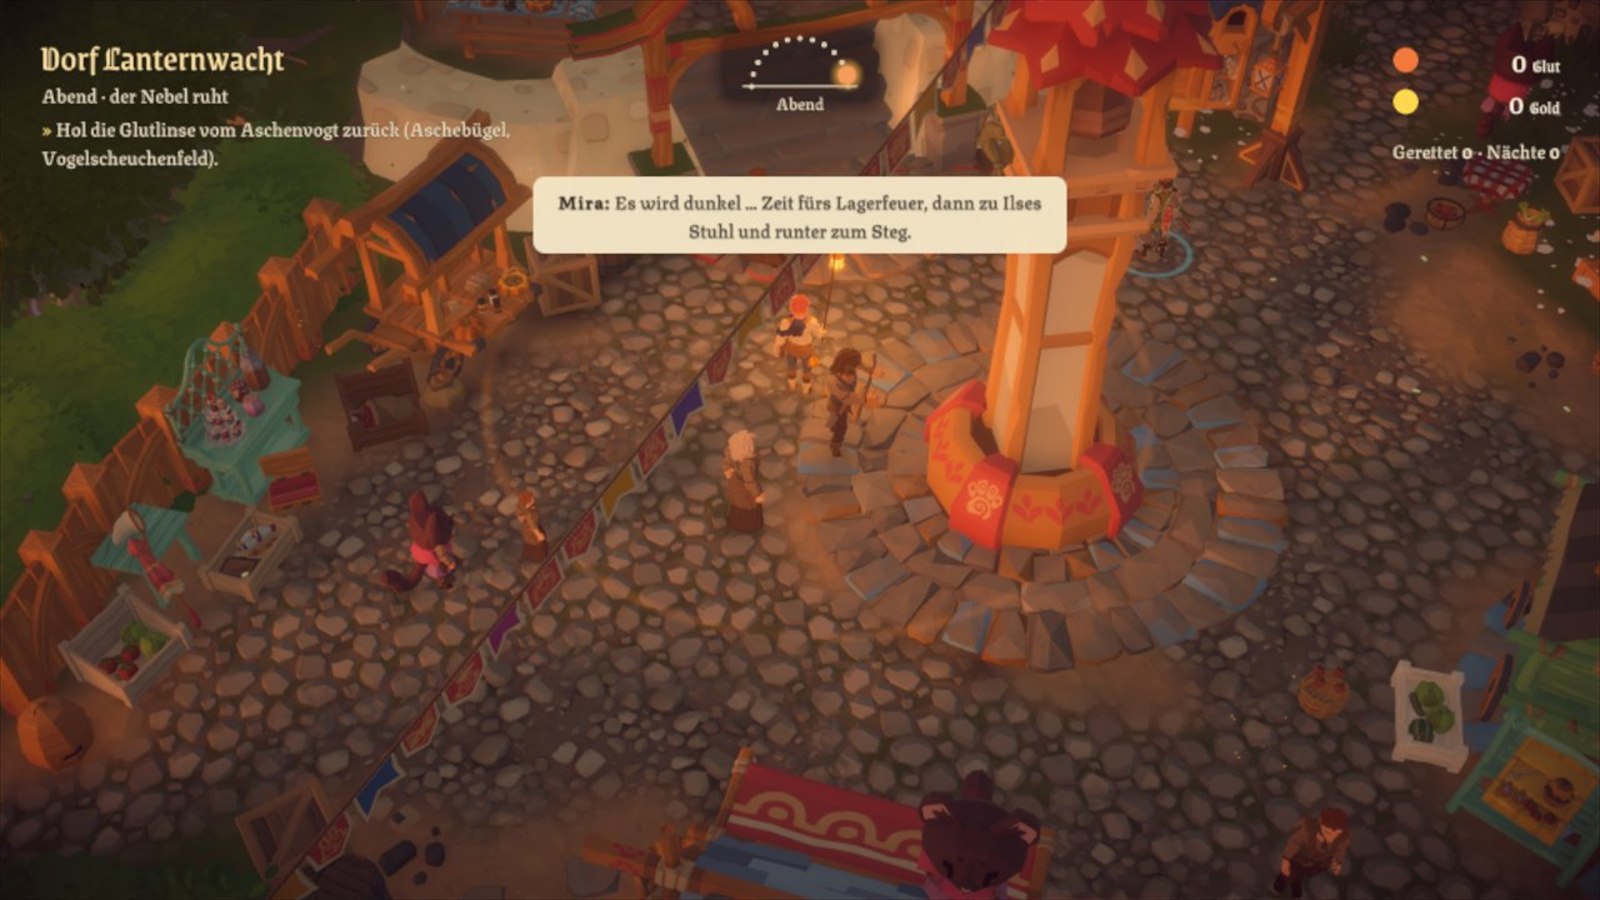 Dorf Lanternwacht
Abend · der Nebel ruht
» Hol die Glutlinse vom Aschenvogt zurück (Aschebügel,
Vogelscheuchenfeld).
Abend
0 Glut
0 Gold
Gerettet 0 · Nächte 0
Mira: Es wird dunkel ... Zeit fürs Lagerfeuer, dann zu Ilses
Stuhl und runter zum Steg.